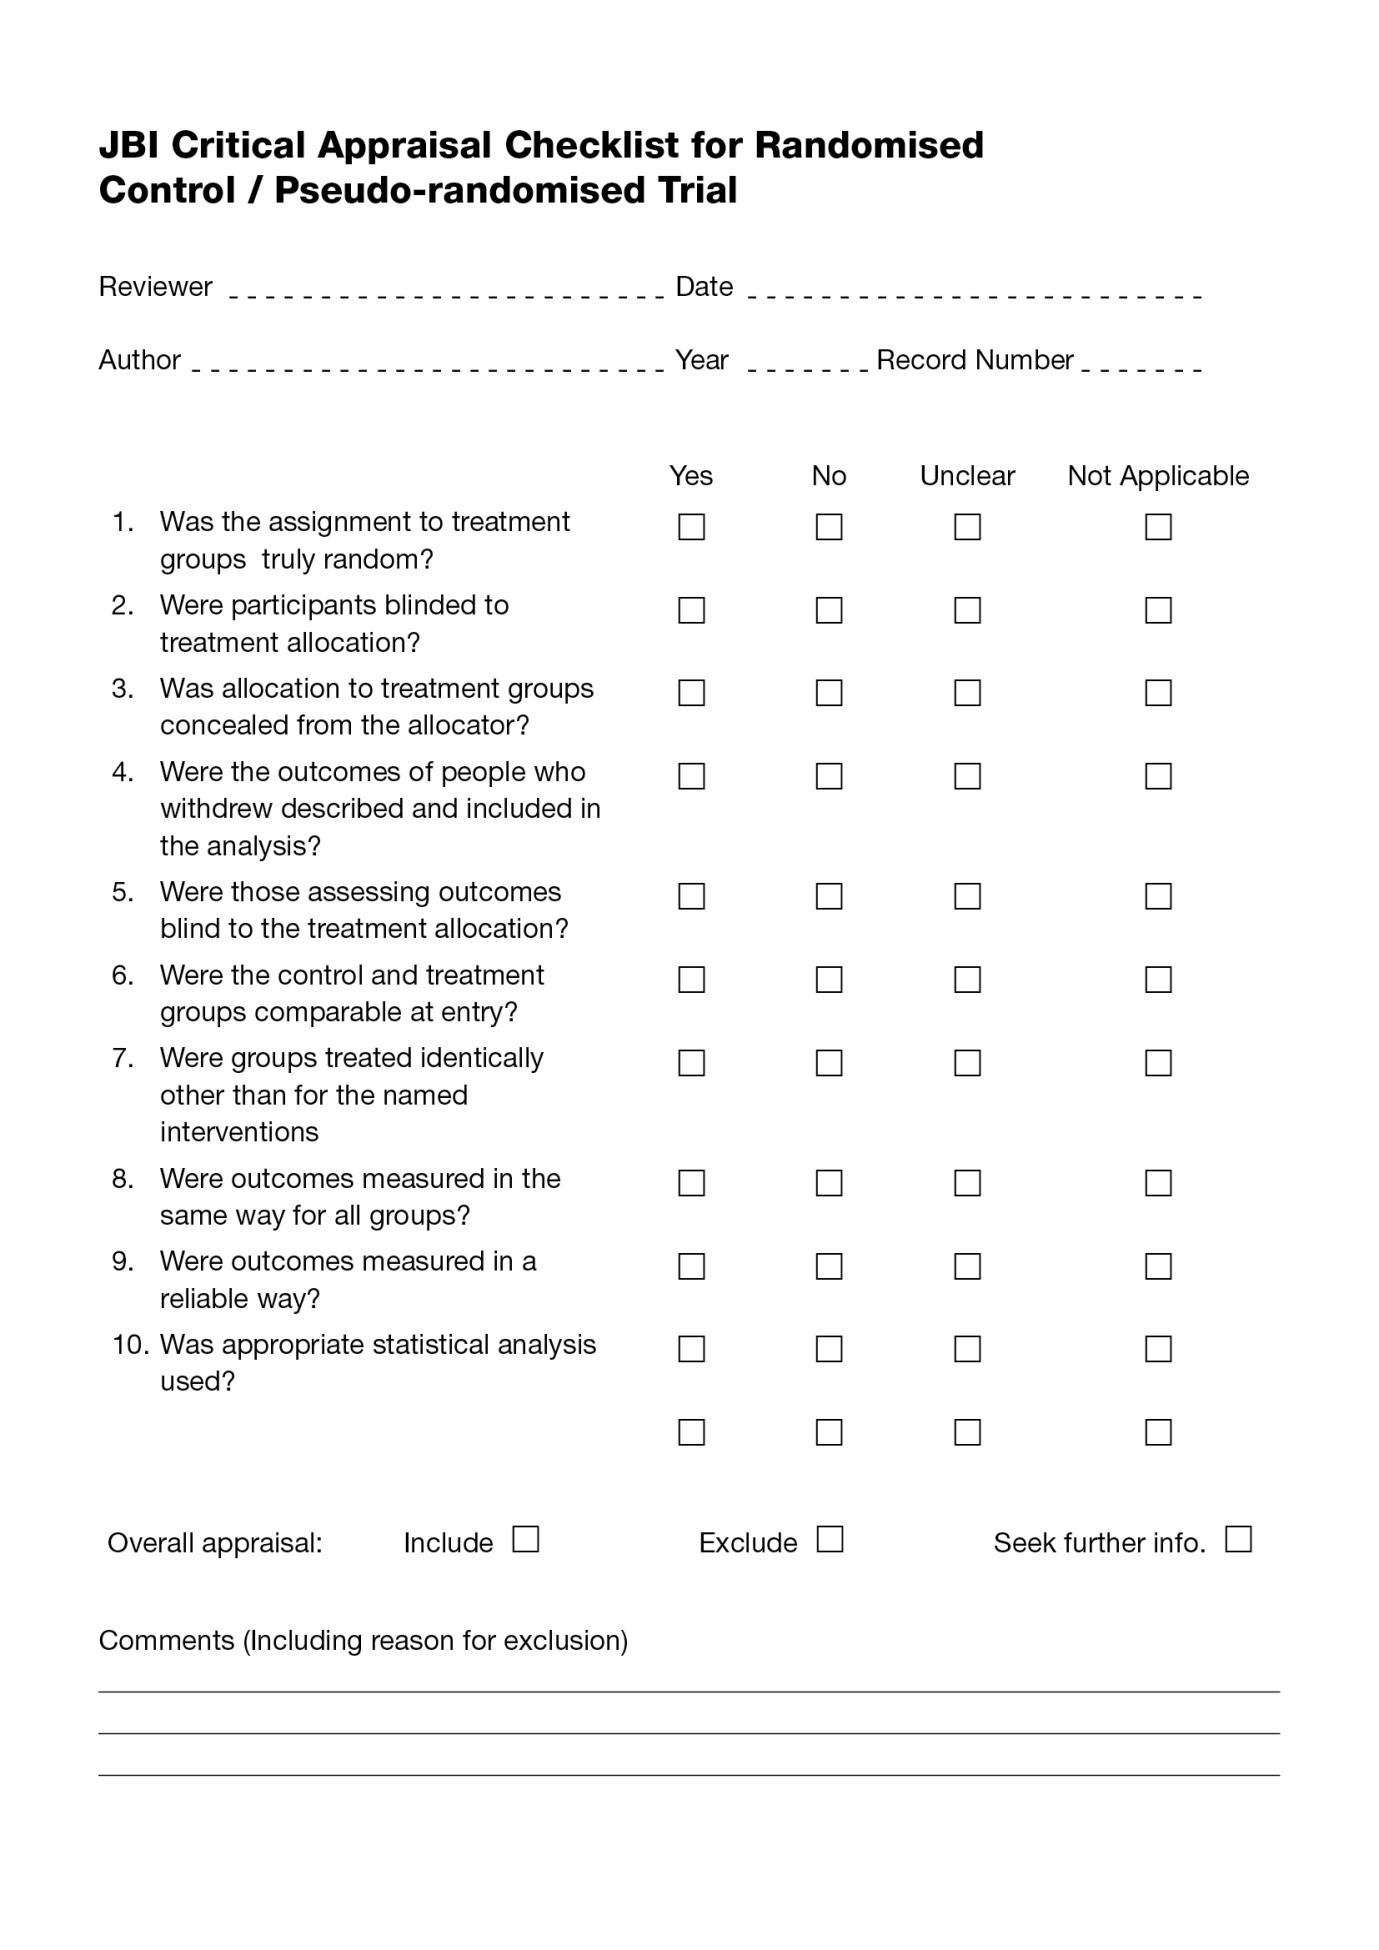 JBI Critical Appraisal Checklist for Randomised
Control / Pseudo-randomised Trial
Reviewer Date
Author Year Record Number
Yes No Unclear Not Applicable
1. Was the assignment to treatment
groups truly random?
2. Were participants blinded to
treatment allocation?
3. Was allocation to treatment groups
concealed from the allocator?
4. Were the outcomes of people who
withdrew described and included in
the analysis?
5. Were those assessing outcomes
blind to the treatment allocation?
6. Were the control and treatment
groups comparable at entry?
7. Were groups treated identically
other than for the named
interventions
8. Were outcomes measured in the
same way for all groups?
9. Were outcomes measured in a
reliable way?
10. Was appropriate statistical analysis
used?
Overall appraisal: Include Exclude Seek further info.
Comments (Including reason for exclusion)